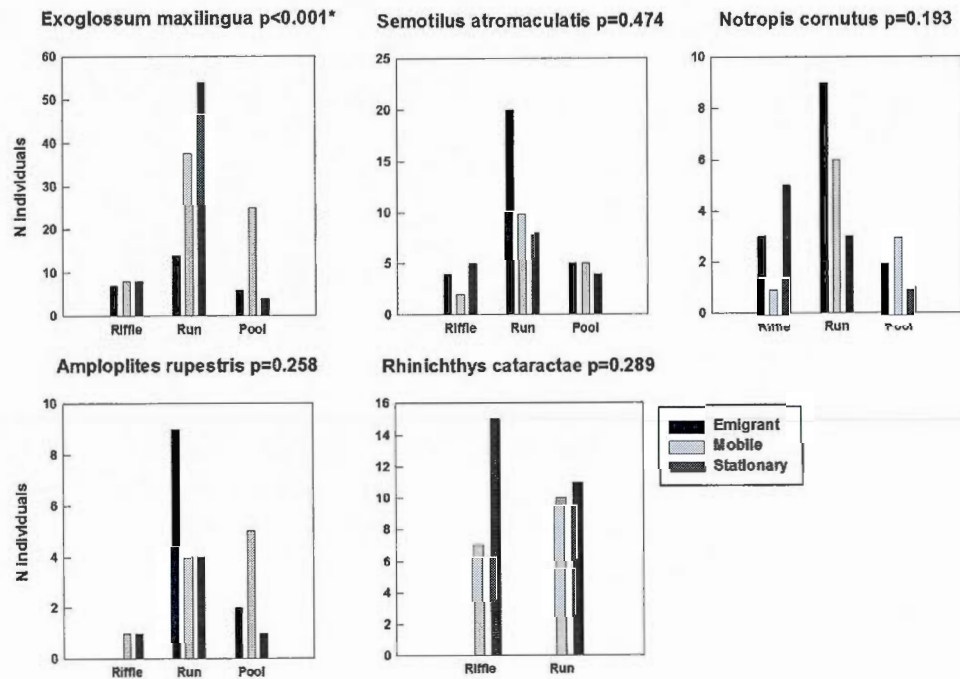 Exoglossum maxilingua p<0.001*
Semotilus atromaculatis p=0.474
Notropis cornutus p=0.193
N individuals
60
50
40
30
20
10
0
Riffle Run Pool
25
20
15
10
5
0
Riffle Run Pool
10
8
6
4
2
0
Riffle Run Pool
Amploplites rupestris p=0.258
Rhinichthys cataractae p=0.289
N individuals
10
8
6
4
2
0
Riffle Run Pool
16
14
12
10
8
6
4
2
0
Riffle Run
Emigrant
Mobile
Stationary